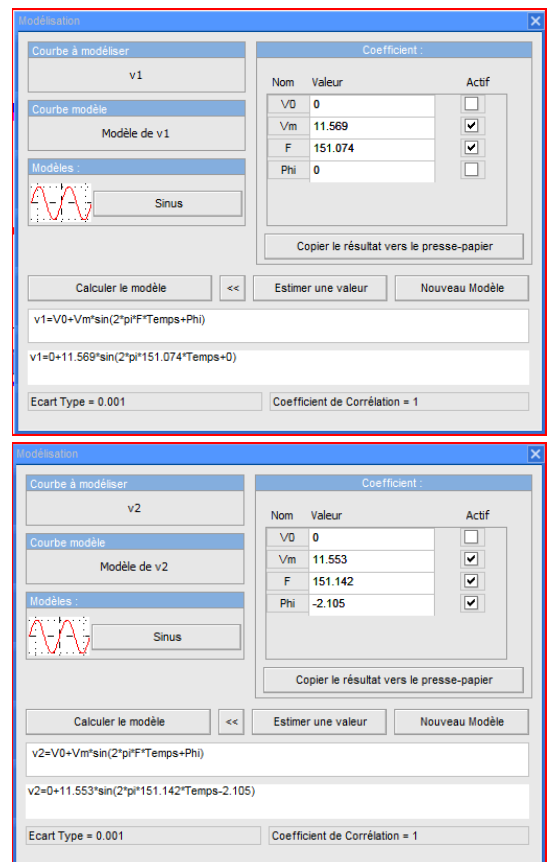 Modélisation
Courbe à modéliser
v1
Courbe modèle
Modèle de v1
Modèles :
Sinus
Coefficient :
Nom Valeur Actif
V0 0
Vm 11.569
F 151.074
Phi 0
Copier le résultat vers le presse-papier
Calculer le modèle << Estimer une valeur Nouveau Modèle
v1=V0+Vm*sin(2*pi*F*Temps+Phi)
v1=0+11.569*sin(2*pi*151.074*Temps+0)
Ecart Type = 0.001 Coefficient de Corrélation = 1
Modélisation
Courbe à modéliser
v2
Courbe modèle
Modèle de v2
Modèles :
Sinus
Coefficient :
Nom Valeur Actif
V0 0
Vm 11.553
F 151.142
Phi -2.105
Copier le résultat vers le presse-papier
Calculer le modèle << Estimer une valeur Nouveau Modèle
v2=V0+Vm*sin(2*pi*F*Temps+Phi)
v2=0+11.553*sin(2*pi*151.142*Temps-2.105)
Ecart Type = 0.001 Coefficient de Corrélation = 1